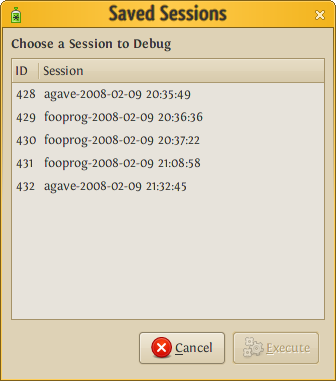 Saved Sessions
Choose a Session to Debug
ID Session
428 agave-2008-02-09 20:35:49
429 fooprog-2008-02-09 20:36:36
430 fooprog-2008-02-09 20:37:22
431 fooprog-2008-02-09 21:08:58
432 agave-2008-02-09 21:32:45
Cancel Execute